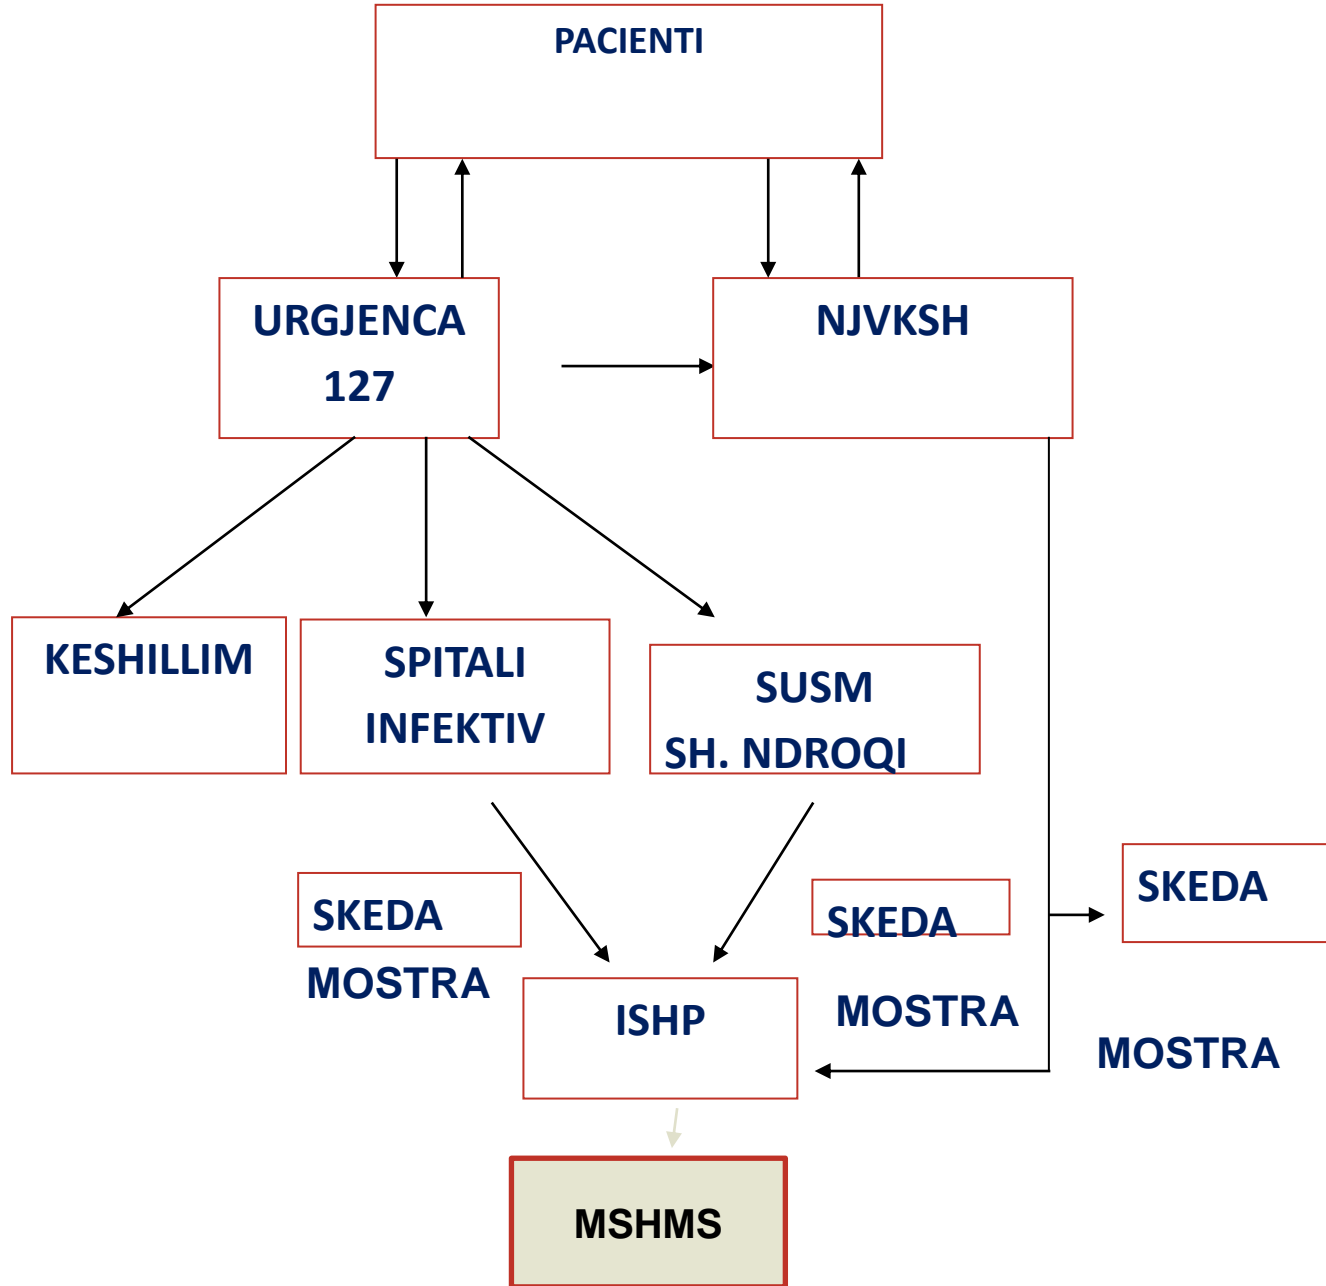 PACIENTI
URGJENCA
127
NJVKSH
KESHILLIM
SPITALI
INFEKTIV
SUSM
SH. NDROQI
SKEDA
MOSTRA
SKEDA
MOSTRA
SKEDA
MOSTRA
ISHP
MSHMS